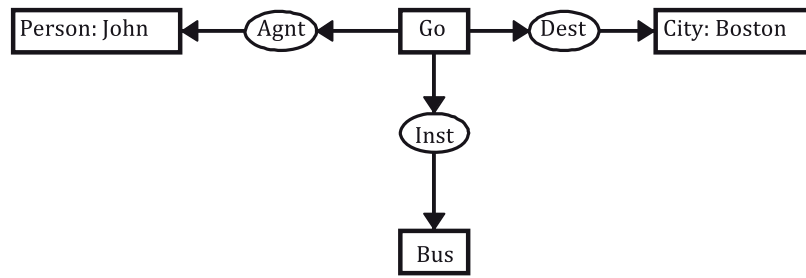 Person: John
Agnt
Go
Dest
City: Boston
Inst
Bus